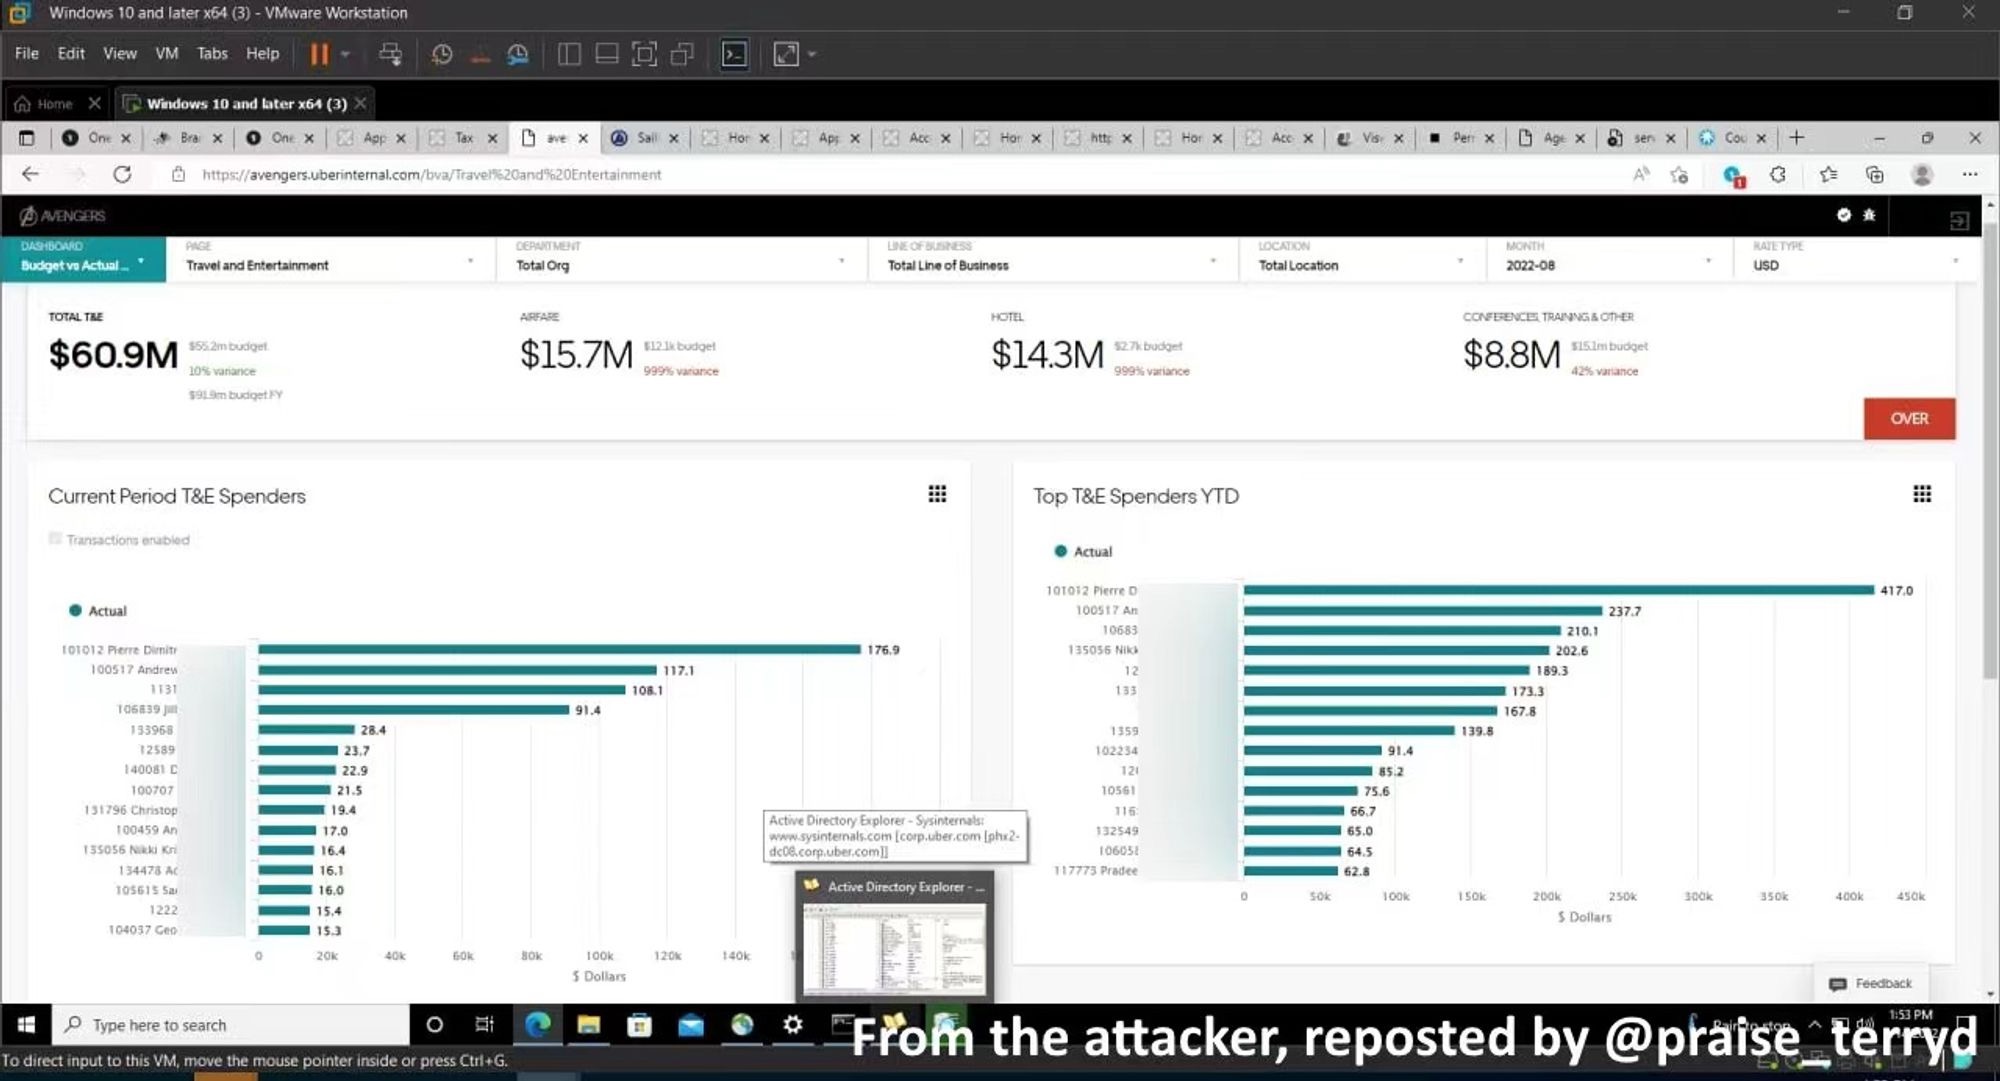 Windows 10 and later x64 (3) - VMware Workstation
File Edit View VM Tabs Help
Home Windows 10 and later x64 (3)
One Bra One App Tax ave Sail Hor App Acc Hor http Hor Acc Vis Perr Age serv Cou
https://avengers.uberinternal.com/bva/Travel%20and%20Entertainment
AVENGERS
DASHBOARD PAGE DEPARTMENT LINE OF BUSINESS LOCATION MONTH RATE TYPE
Budget vs Actual ... Travel and Entertainment Total Org Total Line of Business Total Location 2022-08 USD
TOTAL T&E AIRFARE HOTEL CONFERENCES, TRAINING & OTHER
$60.9M $55.2m budget $15.7M $12.1k budget $14.3M $2.7k budget $8.8M $15.1m budget
10% variance 999% variance 999% variance 42% variance
$91.9m budget FY
OVER
Current Period T&E Spenders
Transactions enabled
Actual
101012 Pierre Dimitr 176.9
100517 Andrew 117.1
1131 108.1
106839 Jill 91.4
133968 28.4
12589 23.7
140081 D 22.9
100707 21.5
131796 Christop 19.4
100459 An 17.0
135056 Nikki Kri 16.4
134478 Ac 16.1
105615 Sa 16.0
1222 15.4
104037 Geo 15.3
0 20k 40k 60k 80k 100k 120k 140k
$ Dollars
Top T&E Spenders YTD
Actual
101012 Pierre D 417.0
100517 An 237.7
10683 210.1
135056 Nikk 202.6
12 189.3
133 173.3
167.8
1359 139.8
102234 91.4
12 85.2
10561 75.6
116 66.7
132549 65.0
10605 64.5
117773 Pradee 62.8
0 50k 100k 150k 200k 250k 300k 350k 400k 450k
$ Dollars
Active Directory Explorer - Sysinternals:
www.sysinternals.com [corp.uber.com [phx2-
dc08.corp.uber.com]]
Active Directory Explorer - ...
Feedback
Type here to search
Rain to stop
1:53 PM
From the attacker, reposted by @praise_terryd
To direct input to this VM, move the mouse pointer inside or press Ctrl+G.